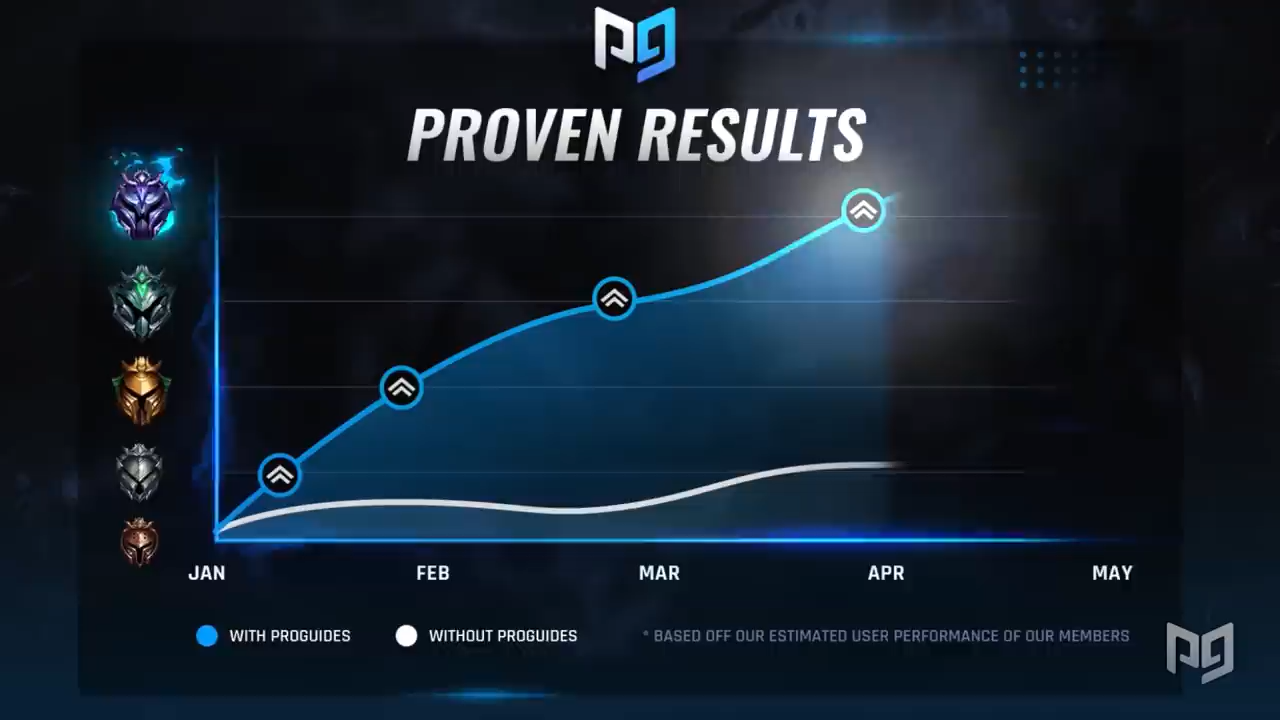 PG
PROVEN RESULTS
JAN FEB MAR APR MAY
WITH PROGUIDES WITHOUT PROGUIDES * BASED OFF OUR ESTIMATED USER PERFORMANCE OF OUR MEMBERS
PG